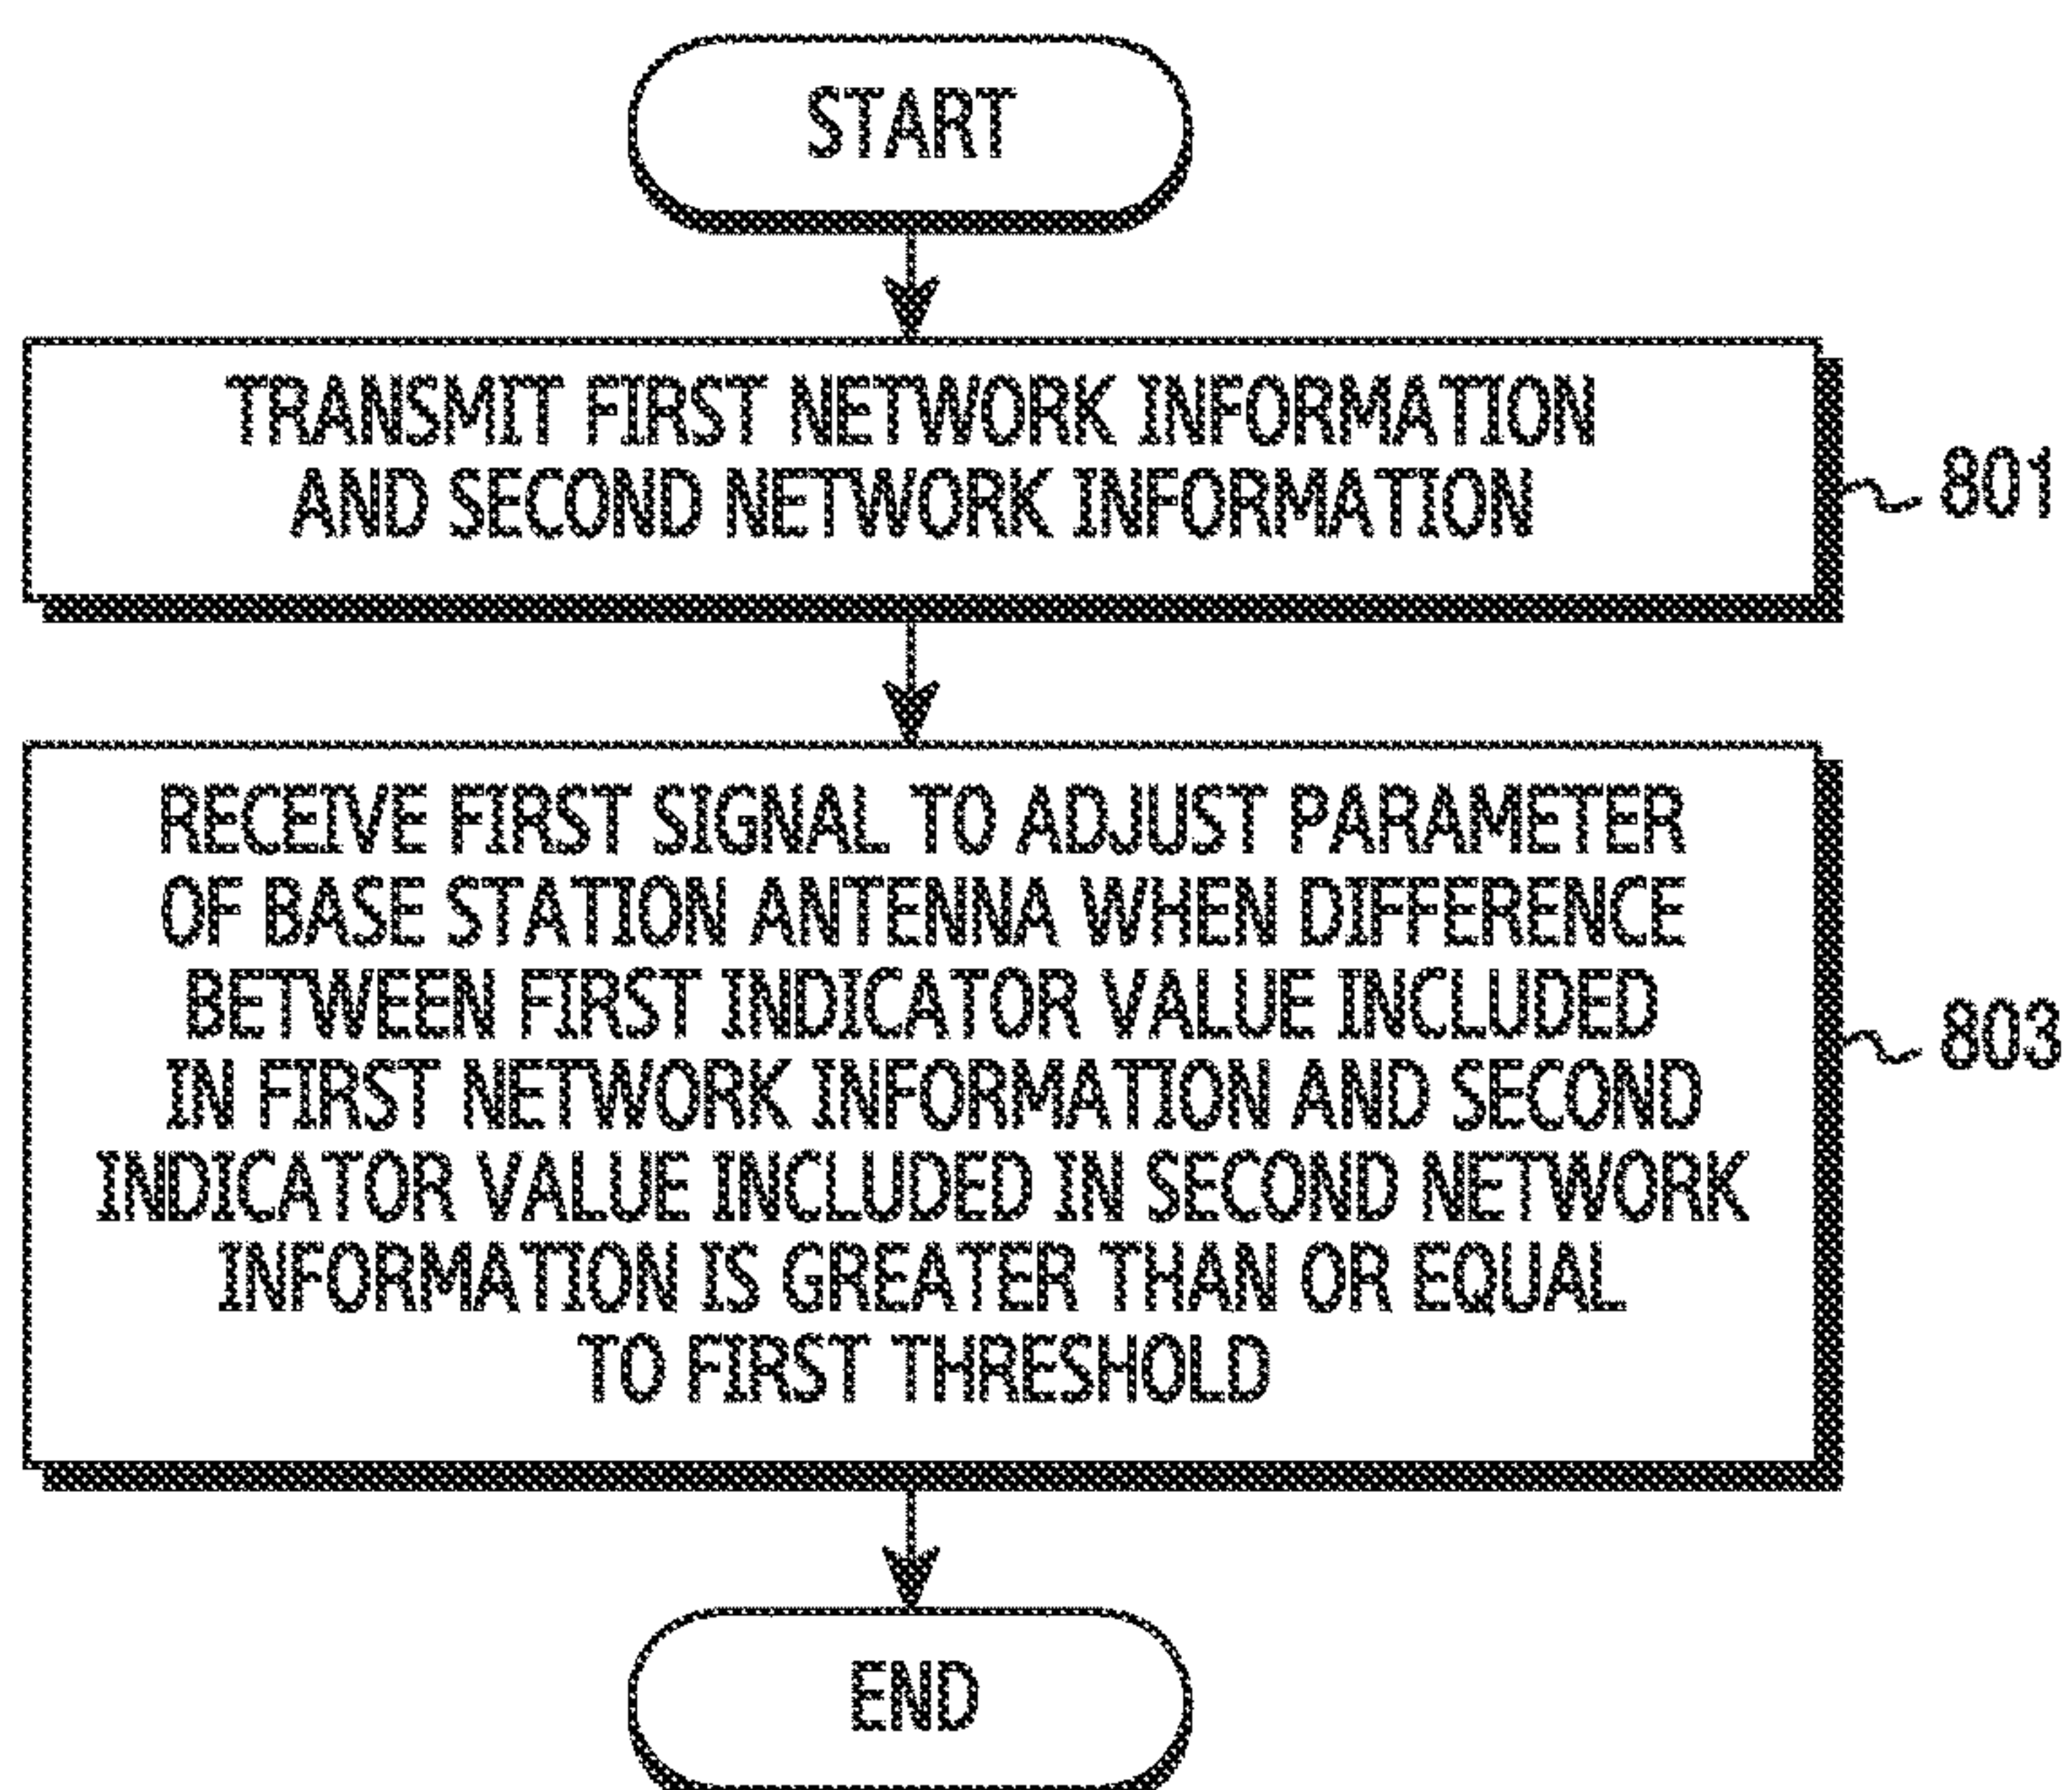 START
TRANSMIT FIRST NETWORK INFORMATION
AND SECOND NETWORK INFORMATION
801
RECEIVE FIRST SIGNAL TO ADJUST PARAMETER
OF BASE STATION ANTENNA WHEN DIFFERENCE
BETWEEN FIRST INDICATOR VALUE INCLUDED
IN FIRST NETWORK INFORMATION AND SECOND
INDICATOR VALUE INCLUDED IN SECOND NETWORK
INFORMATION IS GREATER THAN OR EQUAL
TO FIRST THRESHOLD
803
END